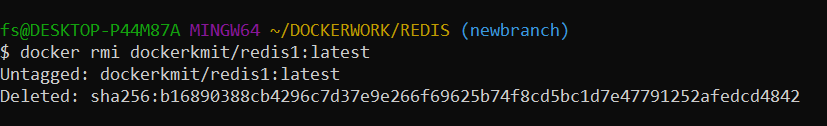 fs@DESKTOP-P44M87A MINGW64 ~/DOCKERWORK/REDIS (newbranch)
$ docker rmi dockerkmit/redis1:latest
Untagged: dockerkmit/redis1:latest
Deleted: sha256:b16890388cb4296c7d37e9e266f69625b74f8cd5bc1d7e47791252afedcd4842